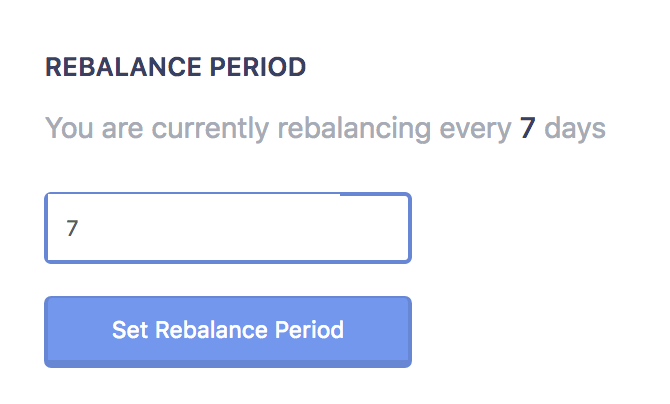 REBALANCE PERIOD
You are currently rebalancing every 7 days
7
Set Rebalance Period